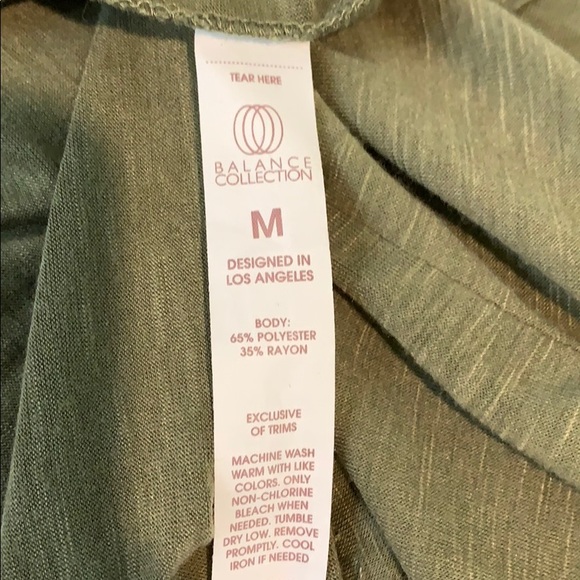 TEAR HERE
BALANCE
COLLECTION
M
DESIGNED IN
LOS ANGELES
BODY:
65% POLYESTER
35% RAYON
EXCLUSIVE
OF TRIMS
MACHINE WASH
WARM WITH LIKE
COLORS. ONLY
NON-CHLORINE
BLEACH WHEN
NEEDED. TUMBLE
DRY LOW. REMOVE
PROMPTLY. COOL
IRON IF NEEDED